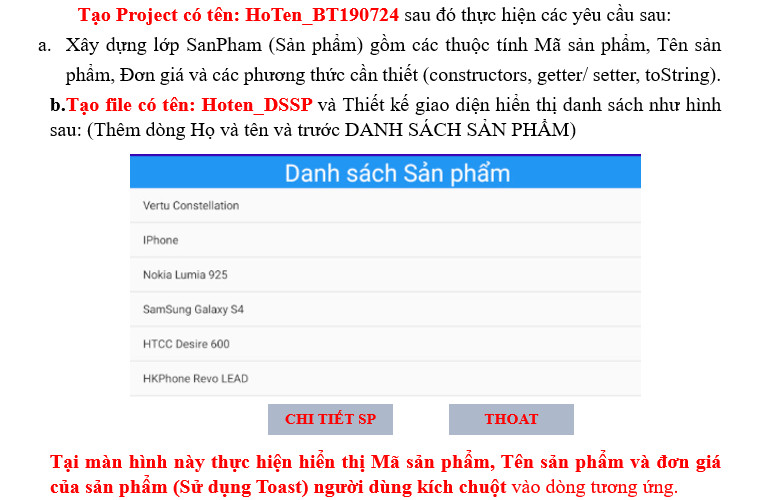 Tạo Project có tên: HoTen_BT190724 sau đó thực hiện các yêu cầu sau:
a. Xây dựng lớp SanPham (Sản phẩm) gồm các thuộc tính Mã sản phẩm, Tên sản
phẩm, Đơn giá và các phương thức cần thiết (constructors, getter/ setter, toString).
b.Tạo file có tên: Hoten_DSSP và Thiết kế giao diện hiển thị danh sách như hình
sau: (Thêm dòng Họ và tên và trước DANH SÁCH SẢN PHẨM)
Danh sách Sản phẩm
Vertu Constellation
IPhone
Nokia Lumia 925
SamSung Galaxy S4
HTCC Desire 600
HKPhone Revo LEAD
CHI TIẾT SP THOAT
Tại màn hình này thực hiện hiển thị Mã sản phẩm, Tên sản phẩm và đơn giá
của sản phẩm (Sử dụng Toast) người dùng kích chuột vào dòng tương ứng.